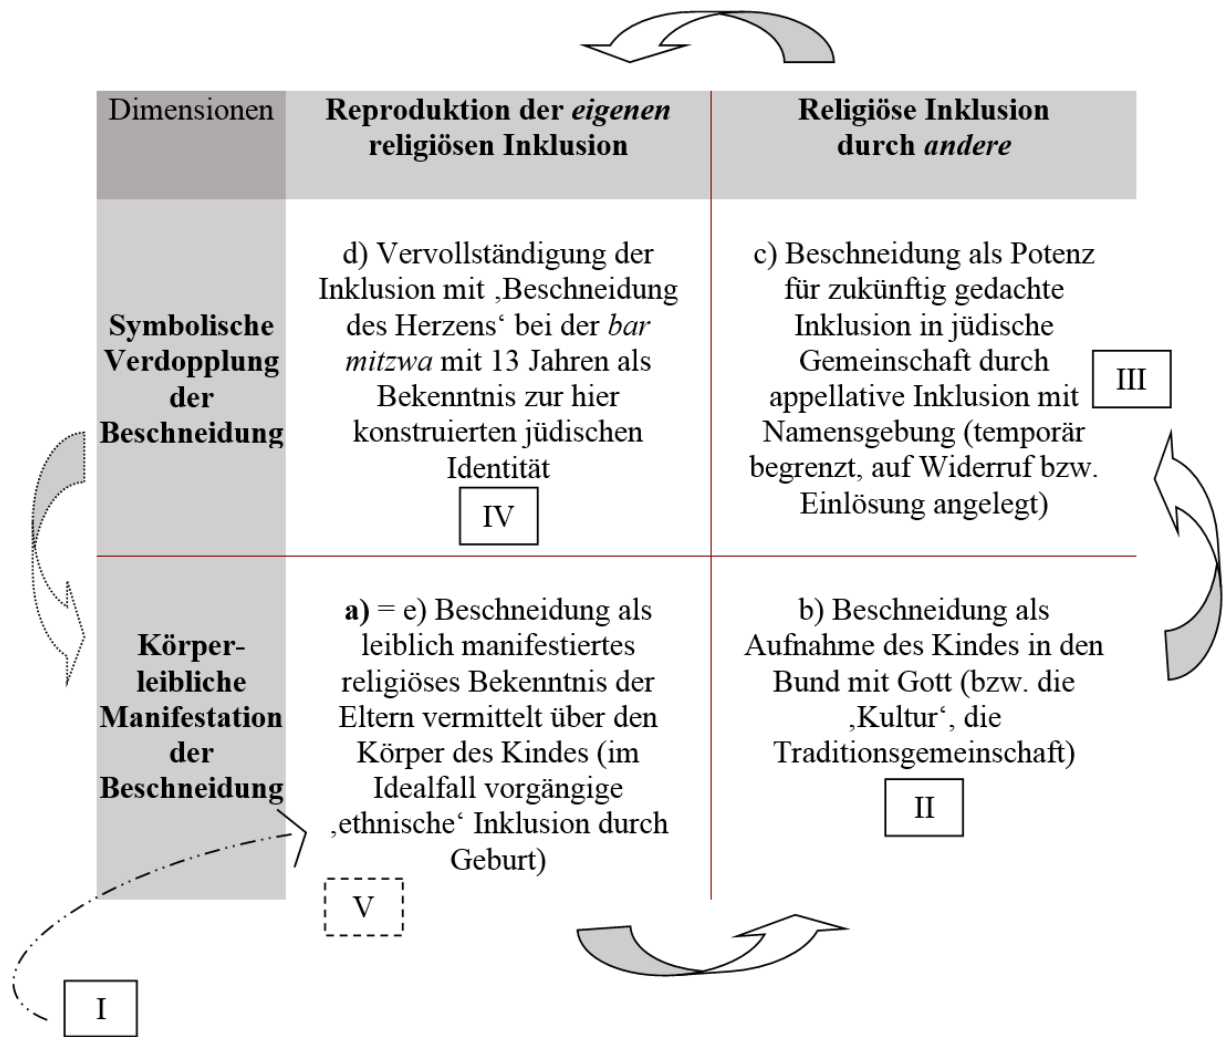 Dimensionen
Reproduktion der eigenen
religiösen Inklusion
Religiöse Inklusion
durch andere
Symbolische
Verdopplung
der
Beschneidung
d) Vervollständigung der
Inklusion mit ‚Beschneidung
des Herzens‘ bei der bar
mitzwa mit 13 Jahren als
Bekenntnis zur hier
konstruierten jüdischen
Identität
IV
c) Beschneidung als Potenz
für zukünftig gedachte
Inklusion in jüdische
Gemeinschaft durch
appellative Inklusion mit
Namensgebung (temporär
begrenzt, auf Widerruf bzw.
Einlösung angelegt)
III
Körper-
leibliche
Manifestation
der
Beschneidung
a) = e) Beschneidung als
leiblich manifestiertes
religiöses Bekenntnis der
Eltern vermittelt über den
Körper des Kindes (im
Idealfall vorgängige
‚ethnische‘ Inklusion durch
Geburt)
V
b) Beschneidung als
Aufnahme des Kindes in den
Bund mit Gott (bzw. die
‚Kultur‘, die
Traditionsgemeinschaft)
II
I